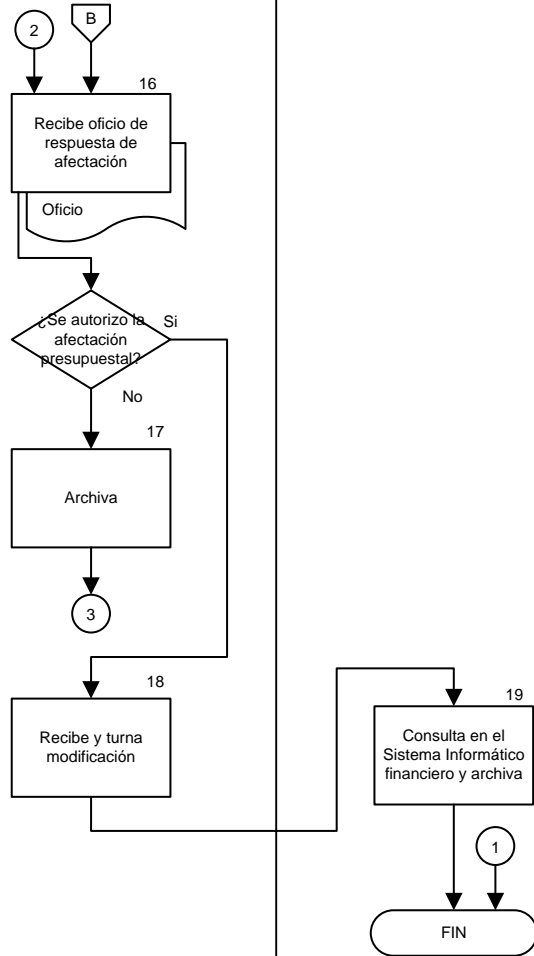 2
B
16
Recibe oficio de
respuesta de
afectación
Oficio
¿Se autorizo la
afectación
presupuestal?
Si
No
17
Archiva
3
18
Recibe y turna
modificación
19
Consulta en el
Sistema Informático
financiero y archiva
1
FIN